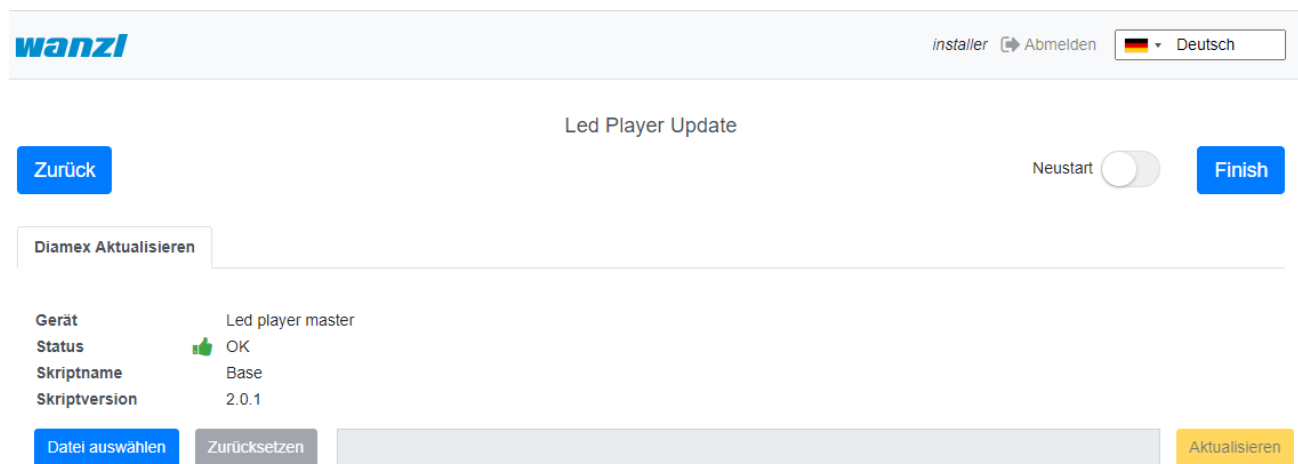 wanzl
installer Abmelden Deutsch
Led Player Update
Zurück Neustart Finish
Diamex Aktualisieren
Gerät Led player master
Status OK
Skriptname Base
Skriptversion 2.0.1
Datei auswählen Zurücksetzen Aktualisieren